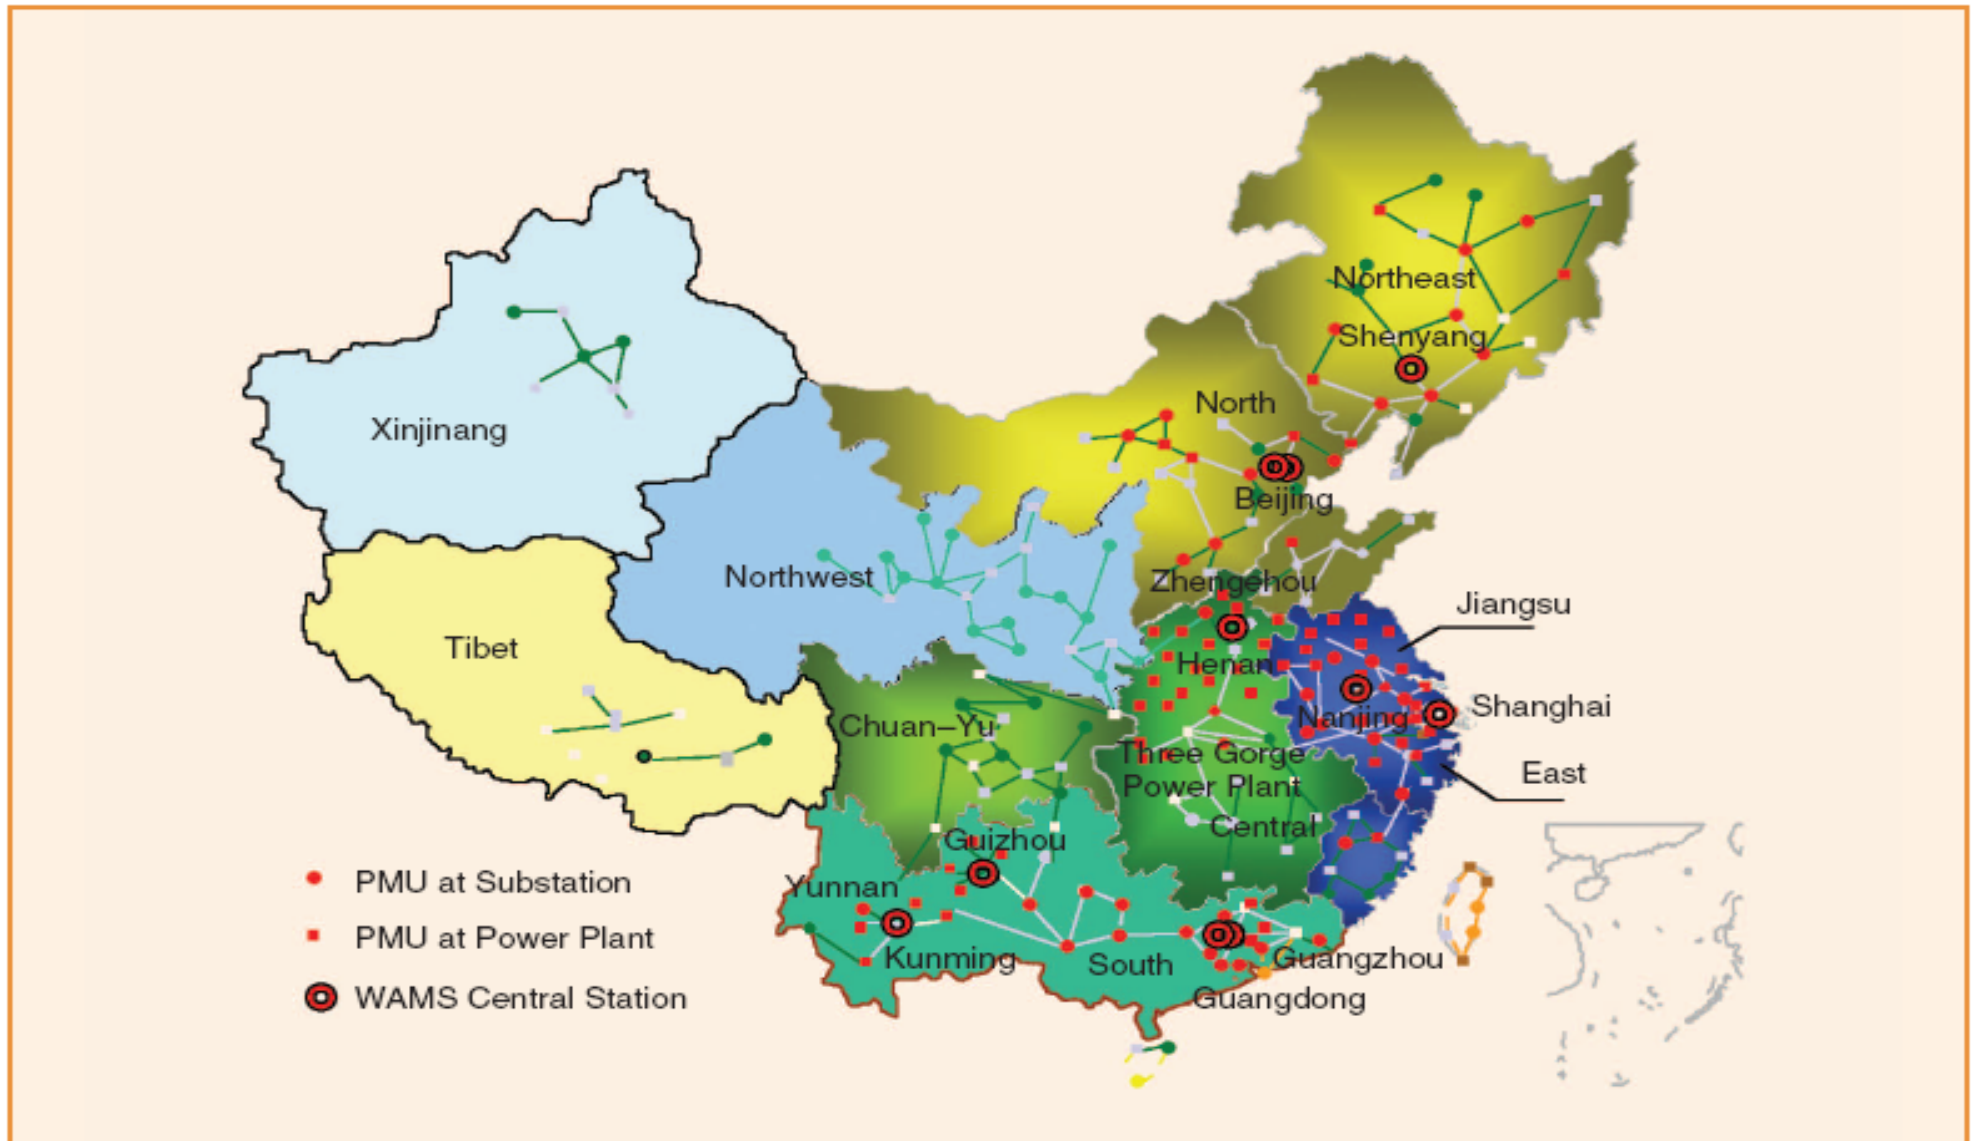 Northeast
Shenyang
North
Xinjinang
Beijing
Northwest
Zhengehou
Jiangsu
Tibet
Henan
Shanghai
Nanjing
Chuan–Yu
Three Gorge
Power Plant
East
Central
Guizhou
Yunnan
Kunming
South
Guangzhou
Guangdong
PMU at Substation
PMU at Power Plant
WAMS Central Station